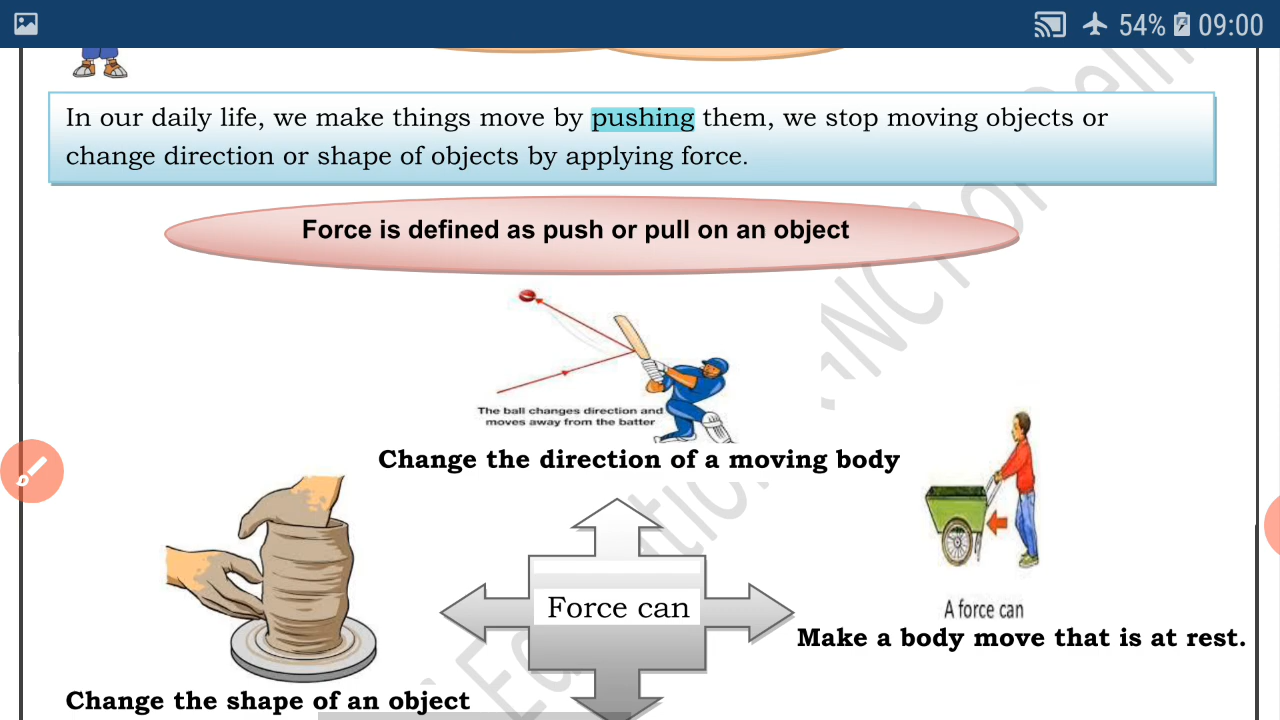 54% 09:00
In our daily life, we make things move by pushing them, we stop moving objects or
change direction or shape of objects by applying force.
Force is defined as push or pull on an object
The ball changes direction and
moves away from the batter
Change the direction of a moving body
Force can
A force can
Make a body move that is at rest.
Change the shape of an object